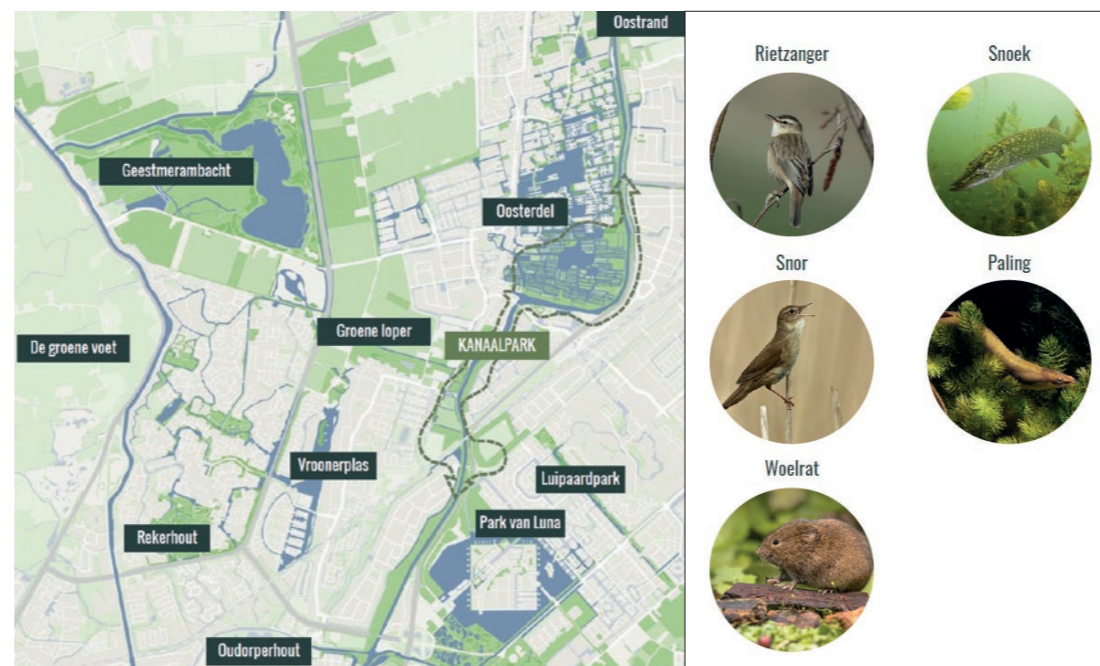 Oostrand
Geestmerambacht
Oosterdel
Groene loper
De groene voet
KANAALPARK
Vroonerplas
Luipaardpark
Park van Luna
Rekerhout
Oudorperhout
Rietzanger
Snoek
Snor
Paling
Woelrat